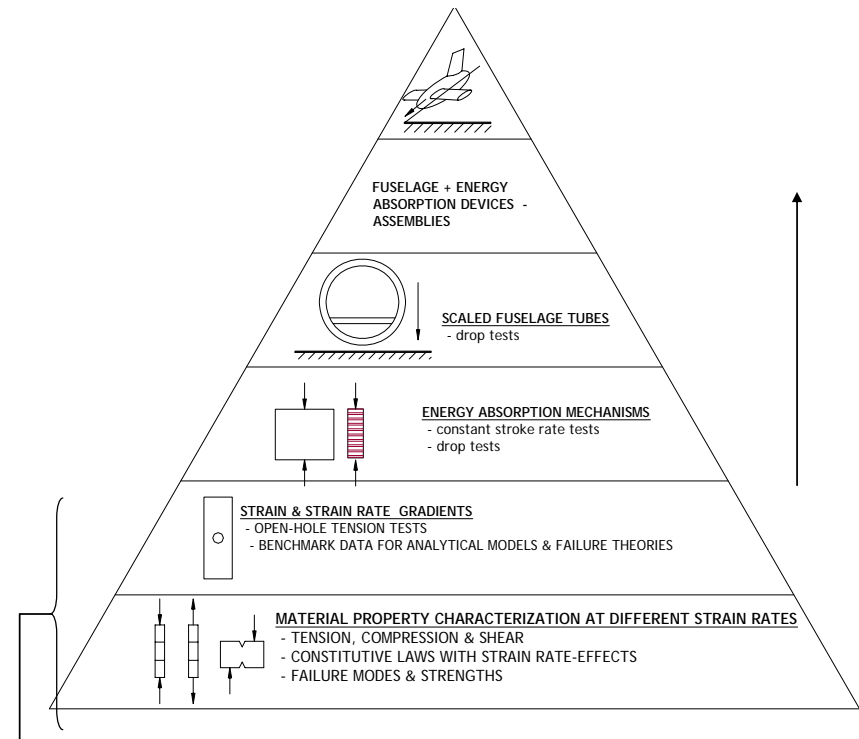 FUSELAGE + ENERGY
ABSORPTION DEVICES -
ASSEMBLIES
SCALED FUSELAGE TUBES
- drop tests
ENERGY ABSORPTION MECHANISMS
- constant stroke rate tests
- drop tests
STRAIN & STRAIN RATE GRADIENTS
- OPEN-HOLE TENSION TESTS
- BENCHMARK DATA FOR ANALYTICAL MODELS & FAILURE THEORIES
MATERIAL PROPERTY CHARACTERIZATION AT DIFFERENT STRAIN RATES
- TENSION, COMPRESSION & SHEAR
- CONSTITUTIVE LAWS WITH STRAIN RATE-EFFECTS
- FAILURE MODES & STRENGTHS